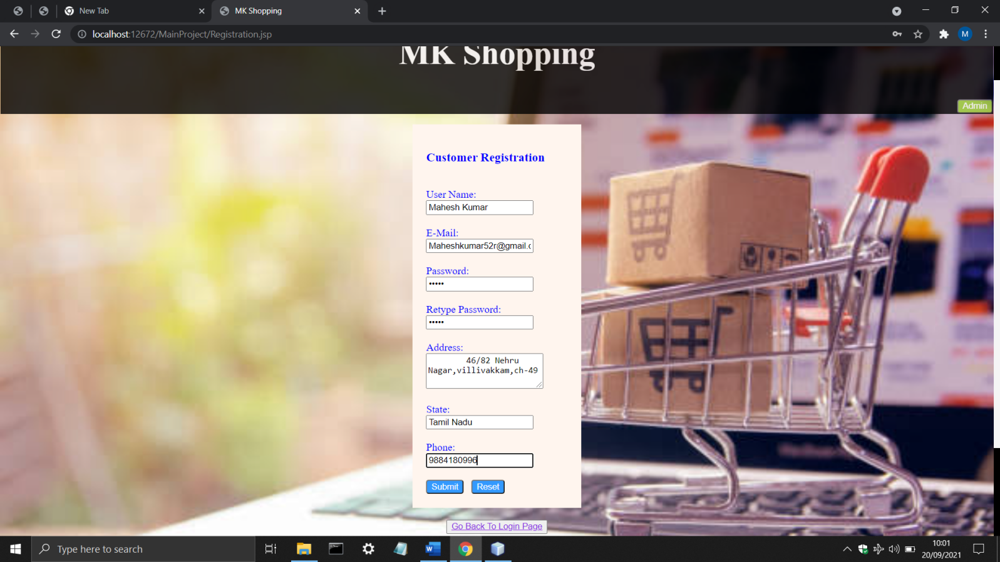 New Tab
MK Shopping
localhost:12672/MainProject/Registration.jsp
M
MK Shopping
Admin
Customer Registration
User Name:
Mahesh Kumar
E-Mail:
Maheshkumar52r@gmail.c
Password:
•••••
Retype Password:
•••••
Address:
46/82 Nehru
Nagar,villivakkam,ch-49
State:
Tamil Nadu
Phone:
9884180996
Submit Reset
Go Back To Login Page
Type here to search
10:01
20/09/2021